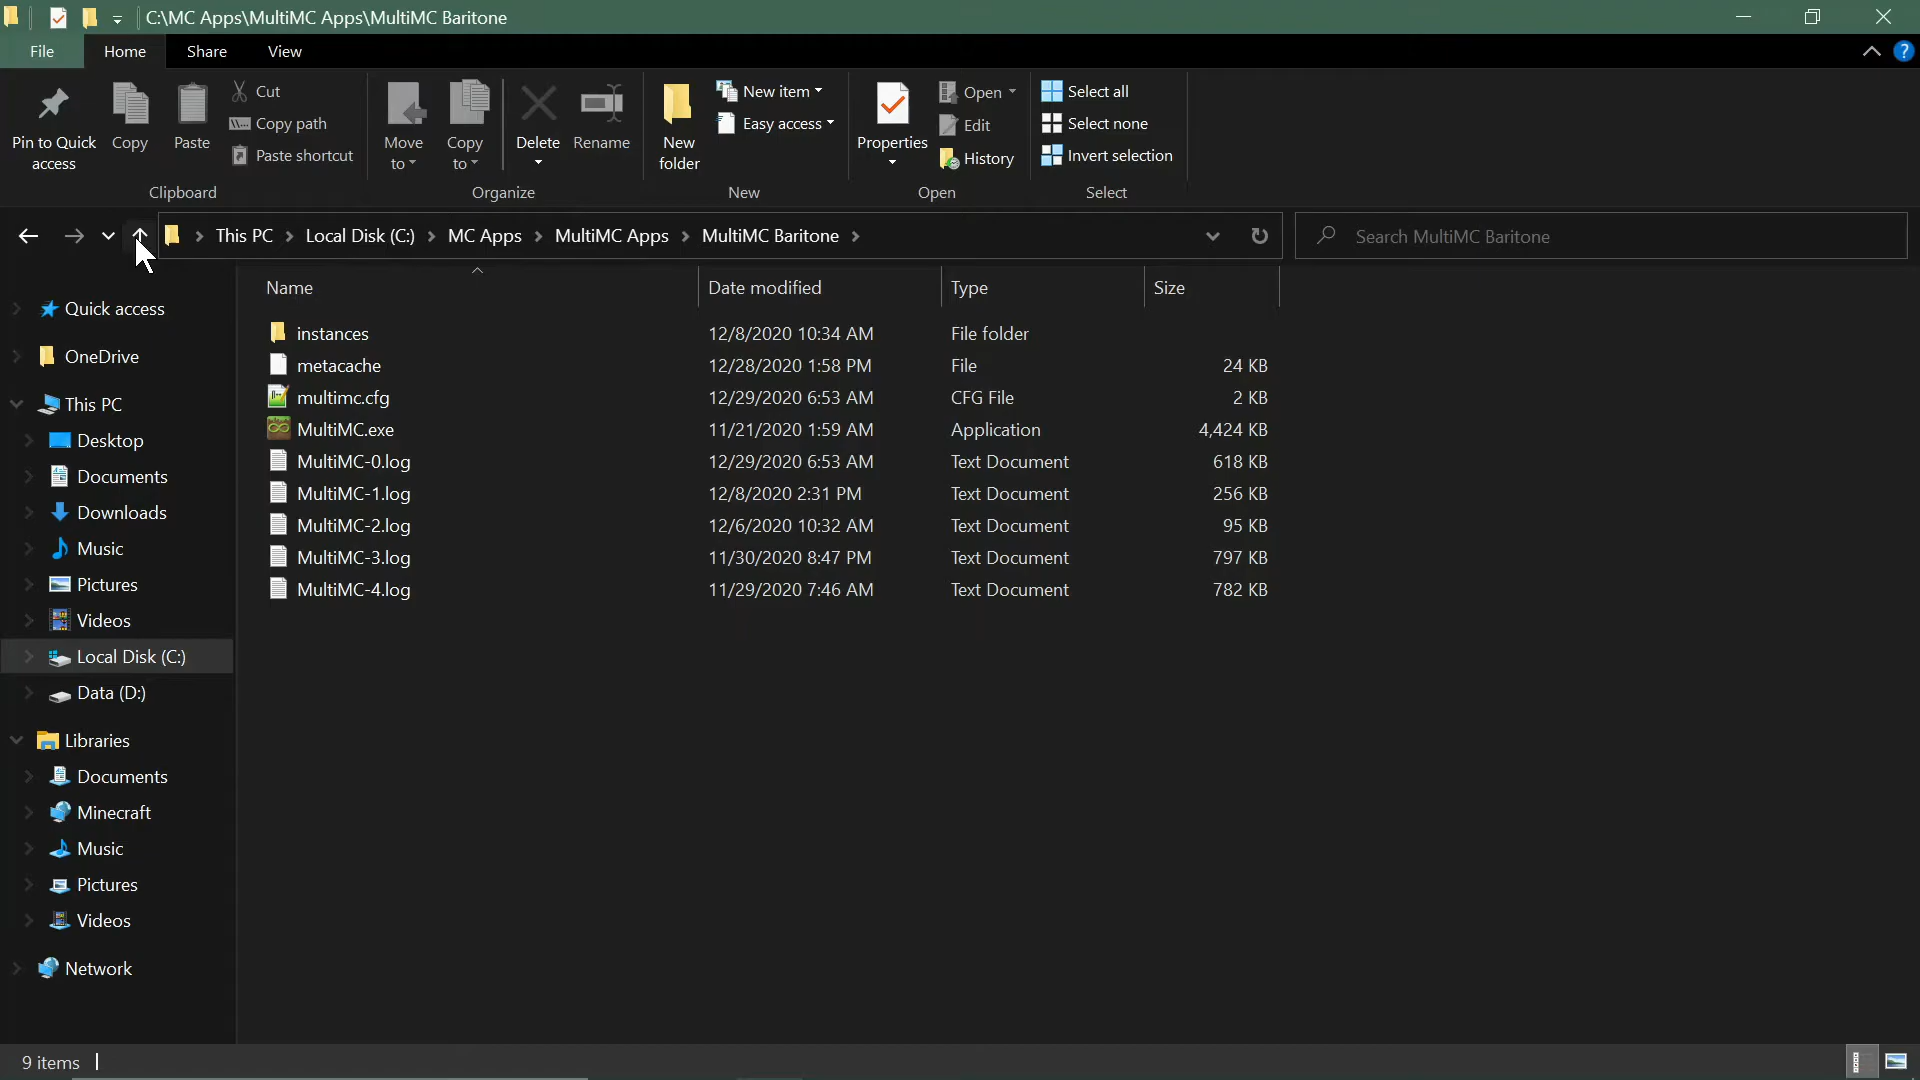 C:\MC Apps\MultiMC Apps\MultiMC Baritone
File Home Share View
Pin to Quick access
Copy
Paste
Cut
Copy path
Paste shortcut
Clipboard
Move to
Copy to
Delete
Rename
Organize
New folder
New item
Easy access
New
Properties
Open
Edit
History
Open
Select all
Select none
Invert selection
Select
This PC Local Disk (C:) MC Apps MultiMC Apps MultiMC Baritone
Search MultiMC Baritone
Quick access
OneDrive
This PC
Desktop
Documents
Downloads
Music
Pictures
Videos
Local Disk (C:)
Data (D:)
Libraries
Documents
Minecraft
Music
Pictures
Videos
Network
Name Date modified Type Size
instances 12/8/2020 10:34 AM File folder
metacache 12/28/2020 1:58 PM File 24 KB
multimc.cfg 12/29/2020 6:53 AM CFG File 2 KB
MultiMC.exe 11/21/2020 1:59 AM Application 4,424 KB
MultiMC-0.log 12/29/2020 6:53 AM Text Document 618 KB
MultiMC-1.log 12/8/2020 2:31 PM Text Document 256 KB
MultiMC-2.log 12/6/2020 10:32 AM Text Document 95 KB
MultiMC-3.log 11/30/2020 8:47 PM Text Document 797 KB
MultiMC-4.log 11/29/2020 7:46 AM Text Document 782 KB
9 items